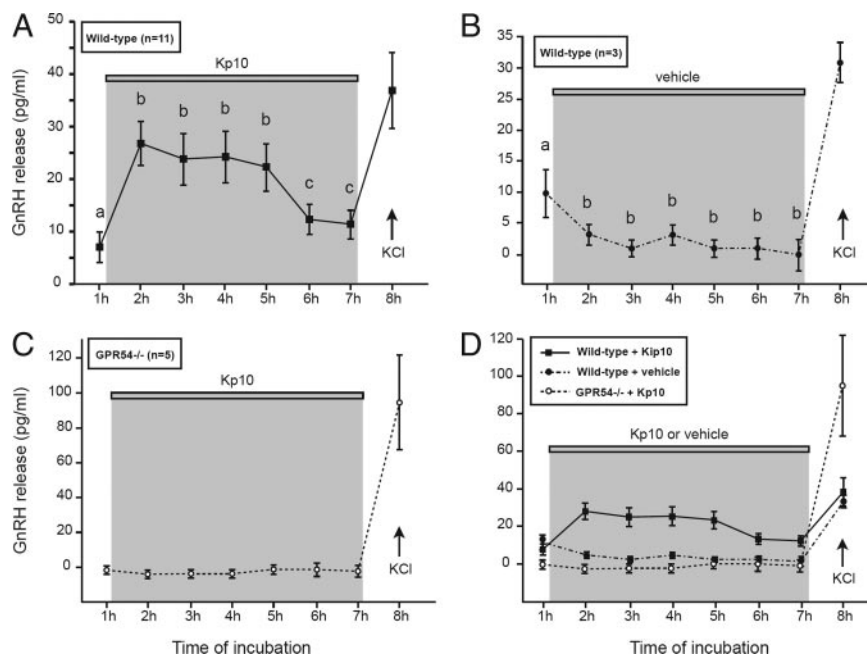 A
Wild-type (n=11)
Kp10
GnRH release (pg/ml)
50
40
30
20
10
0
a
b
b
b
b
c
c
KCl
1h 2h 3h 4h 5h 6h 7h 8h
B
Wild-type (n=3)
vehicle
35
30
25
20
15
10
5
0
a
b
b
b
b
b
b
KCl
1h 2h 3h 4h 5h 6h 7h 8h
C
GPR54-/- (n=5)
Kp10
GnRH release (pg/ml)
120
100
80
60
40
20
0
KCl
1h 2h 3h 4h 5h 6h 7h 8h
Time of incubation
D
Wild-type + Kip10
Wild-type + vehicle
GPR54-/- + Kp10
Kp10 or vehicle
120
100
80
60
40
20
0
KCl
1h 2h 3h 4h 5h 6h 7h 8h
Time of incubation